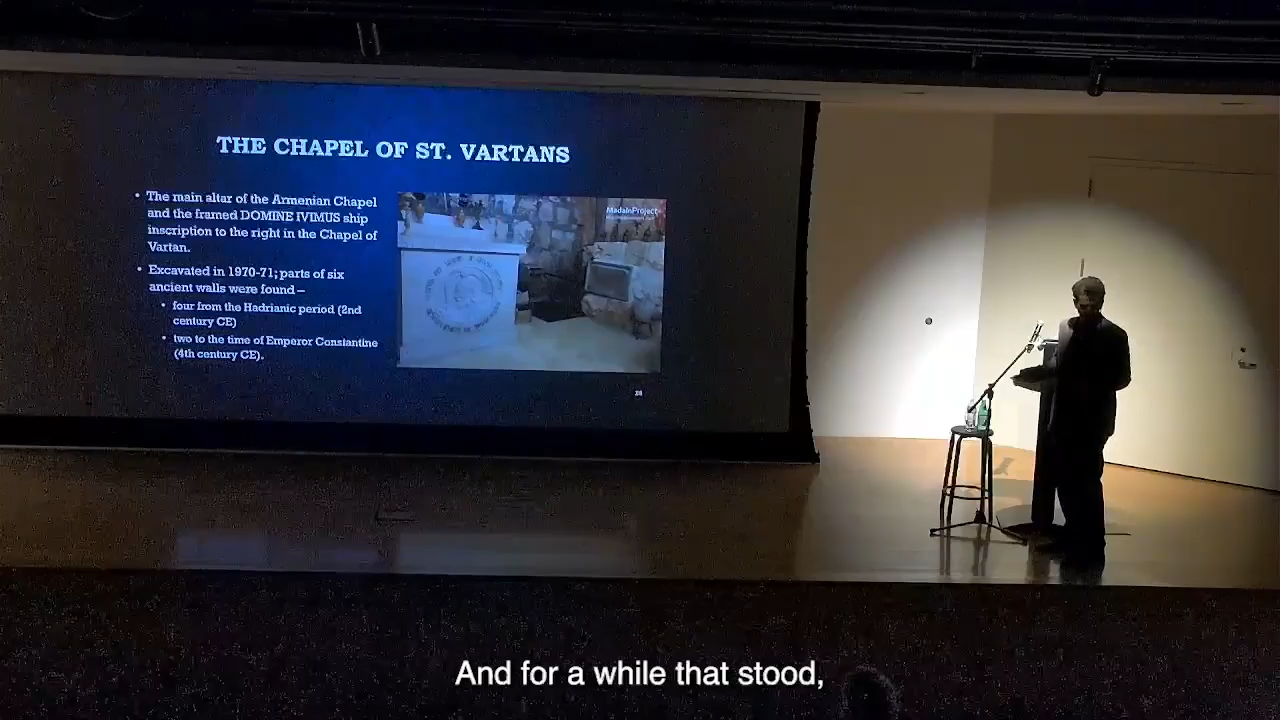 THE CHAPEL OF ST. VARTANS
• The main altar of the Armenian Chapel
and the framed DOMINE IVIMUS ship
inscription to the right in the Chapel of
Vartan.
• Excavated in 1970-71; parts of six
ancient walls were found –
• four from the Hadrianic period (2nd
century CE)
• two to the time of Emperor Constantine
(4th century CE).
MadainProject
28
And for a while that stood,